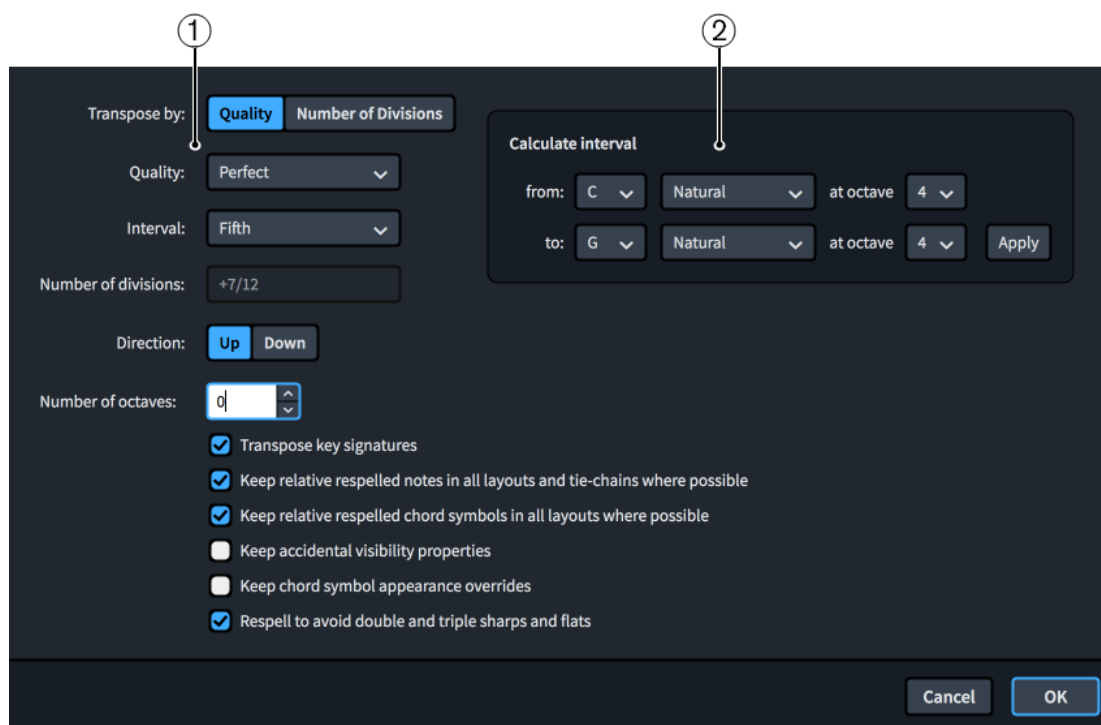 1 2
Transpose by: Quality Number of Divisions
Calculate interval
Quality: Perfect
from: C Natural at octave 4
Interval: Fifth
to: G Natural at octave 4 Apply
Number of divisions: +7/12
Direction: Up Down
Number of octaves: 0
Transpose key signatures
Keep relative respelled notes in all layouts and tie-chains where possible
Keep relative respelled chord symbols in all layouts where possible
Keep accidental visibility properties
Keep chord symbol appearance overrides
Respell to avoid double and triple sharps and flats
Cancel OK